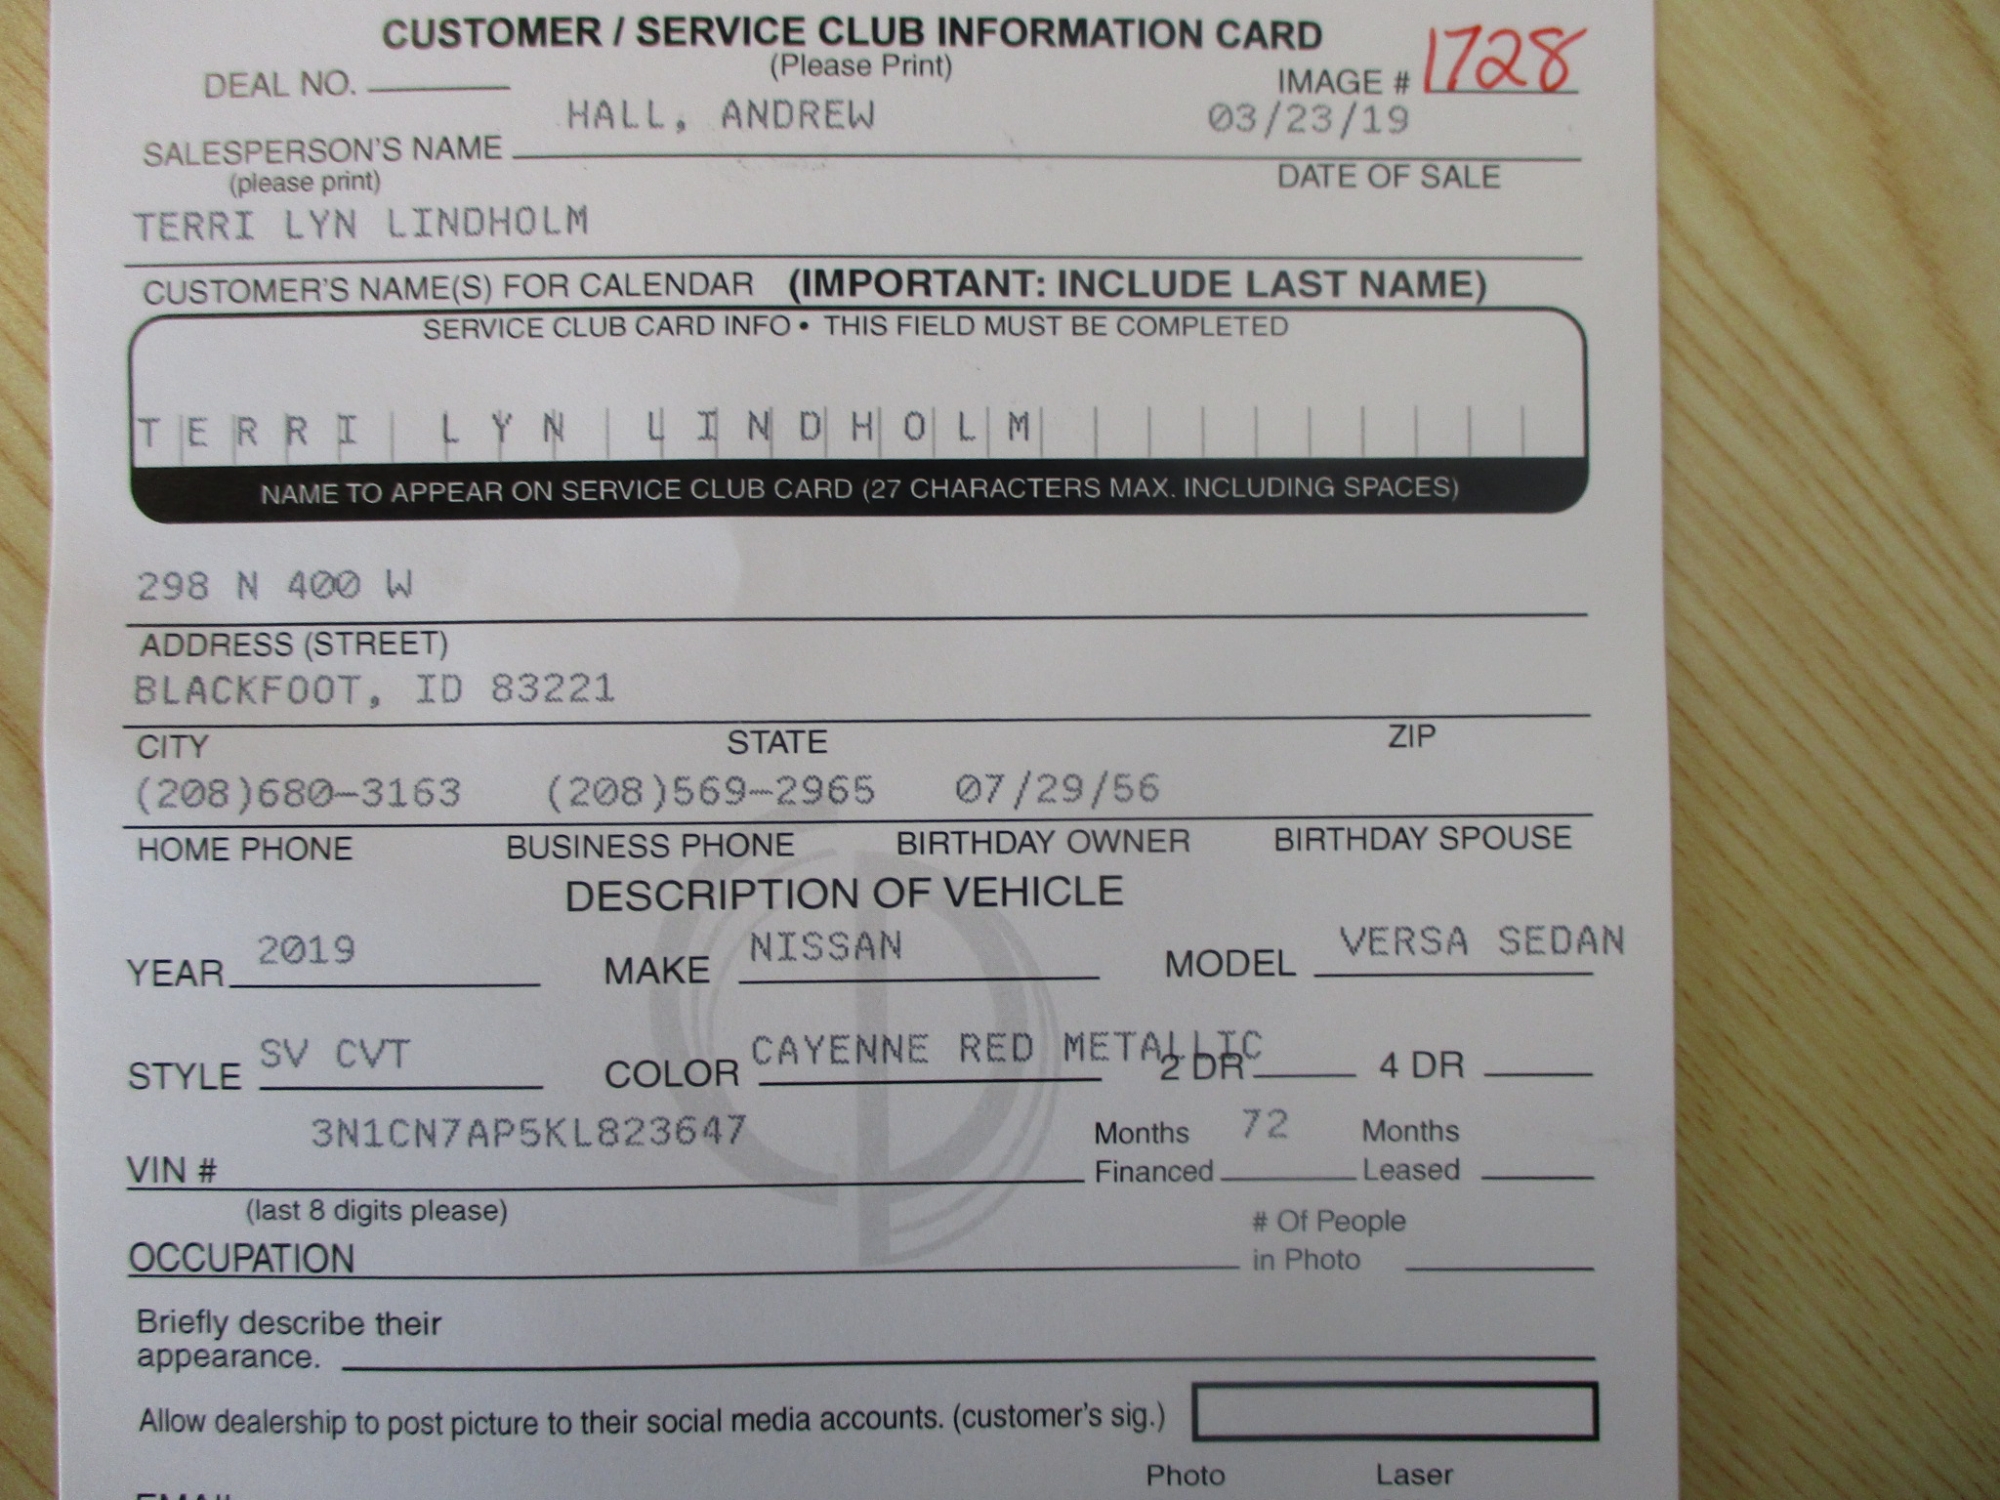 CUSTOMER / SERVICE CLUB INFORMATION CARD
(Please Print)
DEAL NO. IMAGE # 1728
HALL, ANDREW 03/23/19
SALESPERSON'S NAME
(please print) DATE OF SALE
TERRI LYN LINDHOLM
CUSTOMER'S NAME(S) FOR CALENDAR (IMPORTANT: INCLUDE LAST NAME)
SERVICE CLUB CARD INFO • THIS FIELD MUST BE COMPLETED
TERRI LYN LINDHOLM
NAME TO APPEAR ON SERVICE CLUB CARD (27 CHARACTERS MAX. INCLUDING SPACES)
298 N 400 W
ADDRESS (STREET)
BLACKFOOT, ID 83221
CITY STATE ZIP
(208)680-3163 (208)569-2965 07/29/56
HOME PHONE BUSINESS PHONE BIRTHDAY OWNER BIRTHDAY SPOUSE
DESCRIPTION OF VEHICLE
YEAR 2019 MAKE NISSAN MODEL VERSA SEDAN
STYLE SV CVT COLOR CAYENNE RED METALLIC 2 DR 4 DR
VIN # 3N1CN7AP5KL823647 Months Financed 72 Months Leased
(last 8 digits please)
OCCUPATION # Of People in Photo
Briefly describe their
appearance.
Allow dealership to post picture to their social media accounts. (customer's sig.)
Photo Laser
EMAIL